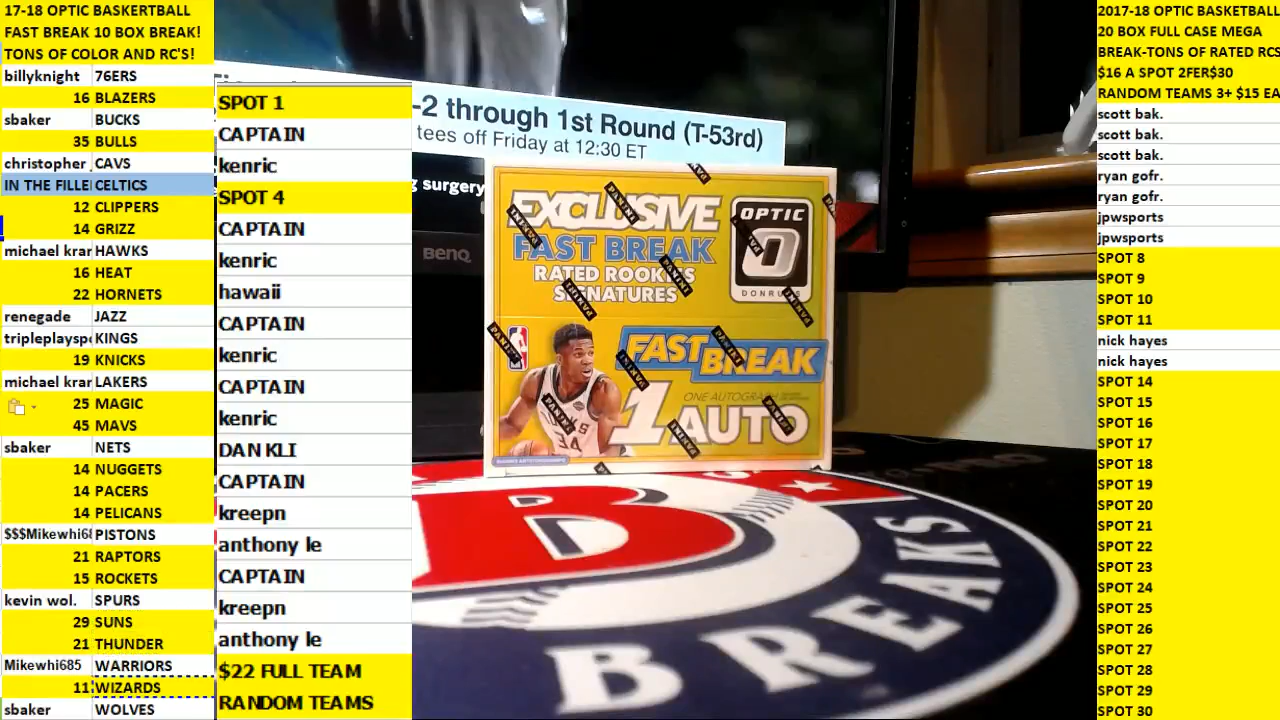 17-18 OPTIC BASKERTBALL
FAST BREAK 10 BOX BREAK!
TONS OF COLOR AND RC'S!
billyknight 76ERS
16 BLAZERS
sbaker BUCKS
35 BULLS
christopher CAVS
IN THE FILLE CELTICS
12 CLIPPERS
14 GRIZZ
michael krar HAWKS
16 HEAT
22 HORNETS
renegade JAZZ
tripleplayspo KINGS
19 KNICKS
michael krar LAKERS
25 MAGIC
45 MAVS
sbaker NETS
14 NUGGETS
14 PACERS
14 PELICANS
$$$Mikewhi68 PISTONS
21 RAPTORS
15 ROCKETS
kevin wol. SPURS
29 SUNS
21 THUNDER
Mikewhi685 WARRIORS
11 WIZARDS
sbaker WOLVES
SPOT 1
CAPTAIN
kenric
SPOT 4
CAPTAIN
kenric
hawaii
CAPTAIN
kenric
CAPTAIN
kenric
DAN KLI
CAPTAIN
kreepn
anthony le
CAPTAIN
kreepn
anthony le
$22 FULL TEAM
RANDOM TEAMS
-2 through 1st Round (T-53rd)
tees off Friday at 12:30 ET
g surgery
BenQ
EXCLUSIVE
FAST BREAK
RATED ROOKIES
SIGNATURES
OPTIC
DONRUSS
NBA
FAST BREAK
1 AUTO
ONE AUTOGRAPH
BUCKS
34
PANINI
B
BREAKS
2017-18 OPTIC BASKETBALL
20 BOX FULL CASE MEGA
BREAK-TONS OF RATED RCS
$16 A SPOT 2FER$30
RANDOM TEAMS 3+ $15 EA
scott bak.
scott bak.
scott bak.
ryan gofr.
ryan gofr.
jpwsports
jpwsports
SPOT 8
SPOT 9
SPOT 10
SPOT 11
nick hayes
nick hayes
SPOT 14
SPOT 15
SPOT 16
SPOT 17
SPOT 18
SPOT 19
SPOT 20
SPOT 21
SPOT 22
SPOT 23
SPOT 24
SPOT 25
SPOT 26
SPOT 27
SPOT 28
SPOT 29
SPOT 30